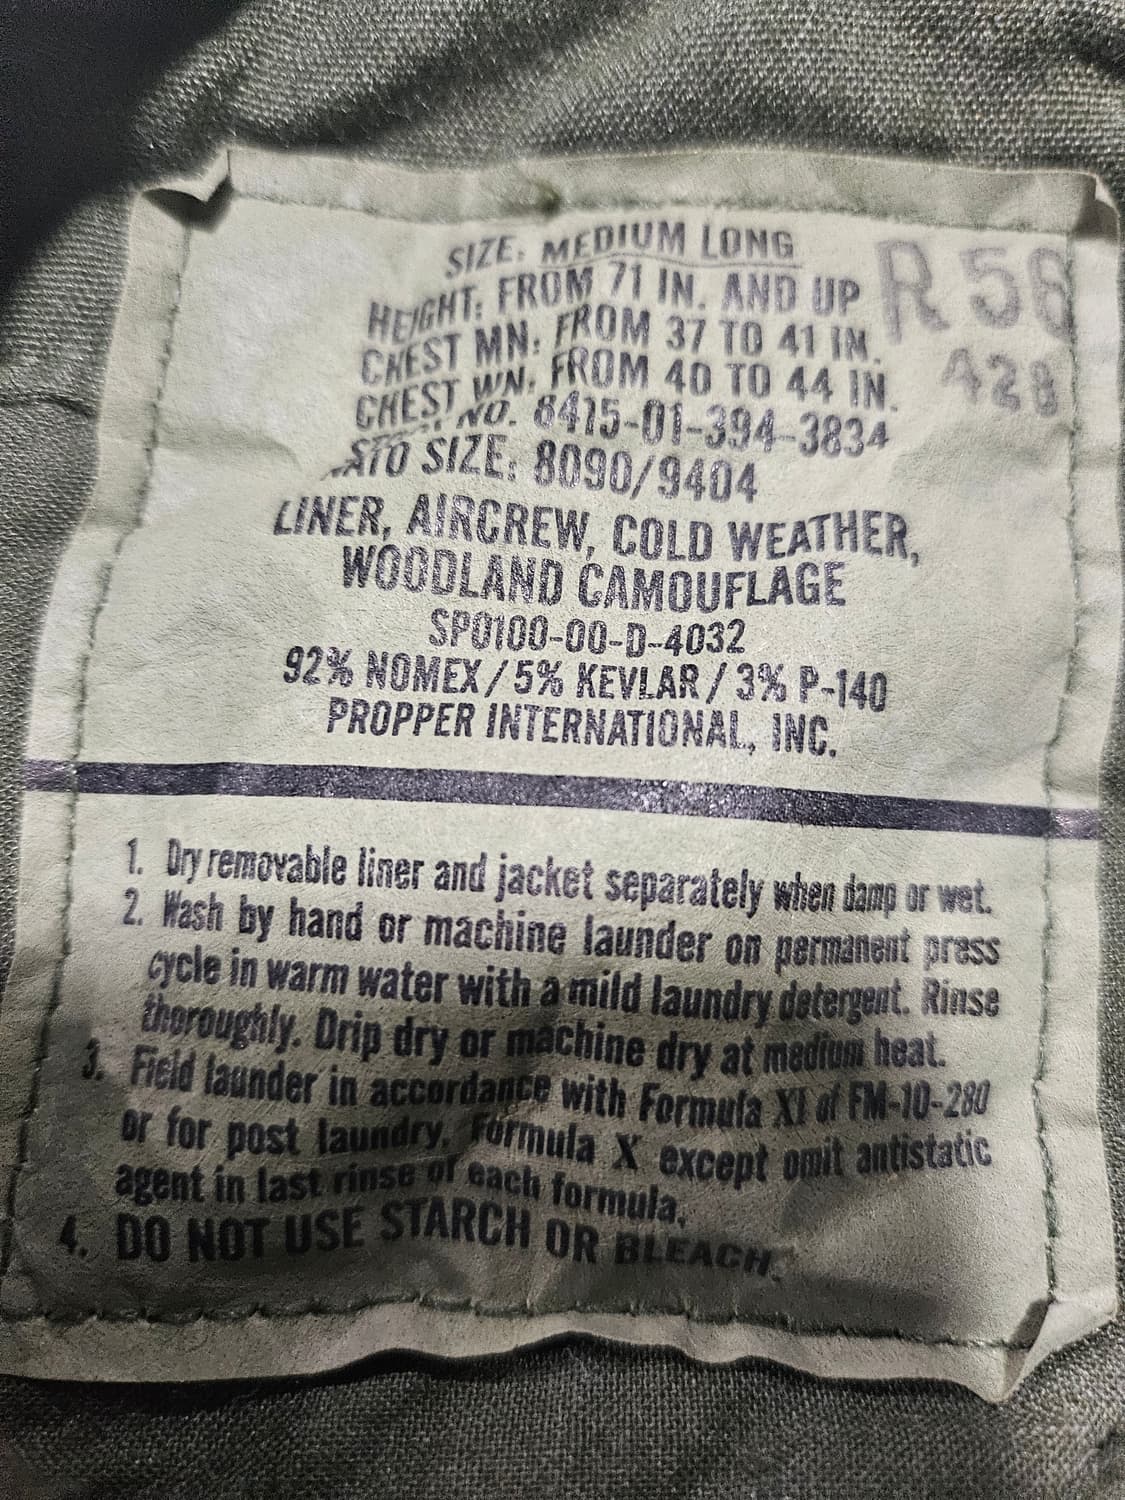 SIZE: MEDIUM LONG
HEIGHT: FROM 71 IN. AND UP
CHEST MN: FROM 37 TO 41 IN.
CHEST WN. FROM 40 TO 44 IN.
NO. 8415-01-394-3834
SIZE: 8090/9404
R 56
428
LINER, AIRCREW, COLD WEATHER,
WOODLAND CAMOUFLAGE
SPO100-00-D-4032
92% NOMEX / 5% KEVLAR / 3% P-140
PROPPER INTERNATIONAL, INC.
1. Dry removable liner and jacket separately when damp or wet.
2. Wash by hand or machine launder on permanent press
cycle in warm water with a mild laundry detergent. Rinse
thoroughly. Drip dry or machine dry at medium heat.
3. Field launder in accordance with Formula XI of FM-10-280
or for post laundry, Formula X except omit antistatic
agent in last rinse of each formula.
4. DO NOT USE STARCH OR BLEACH.